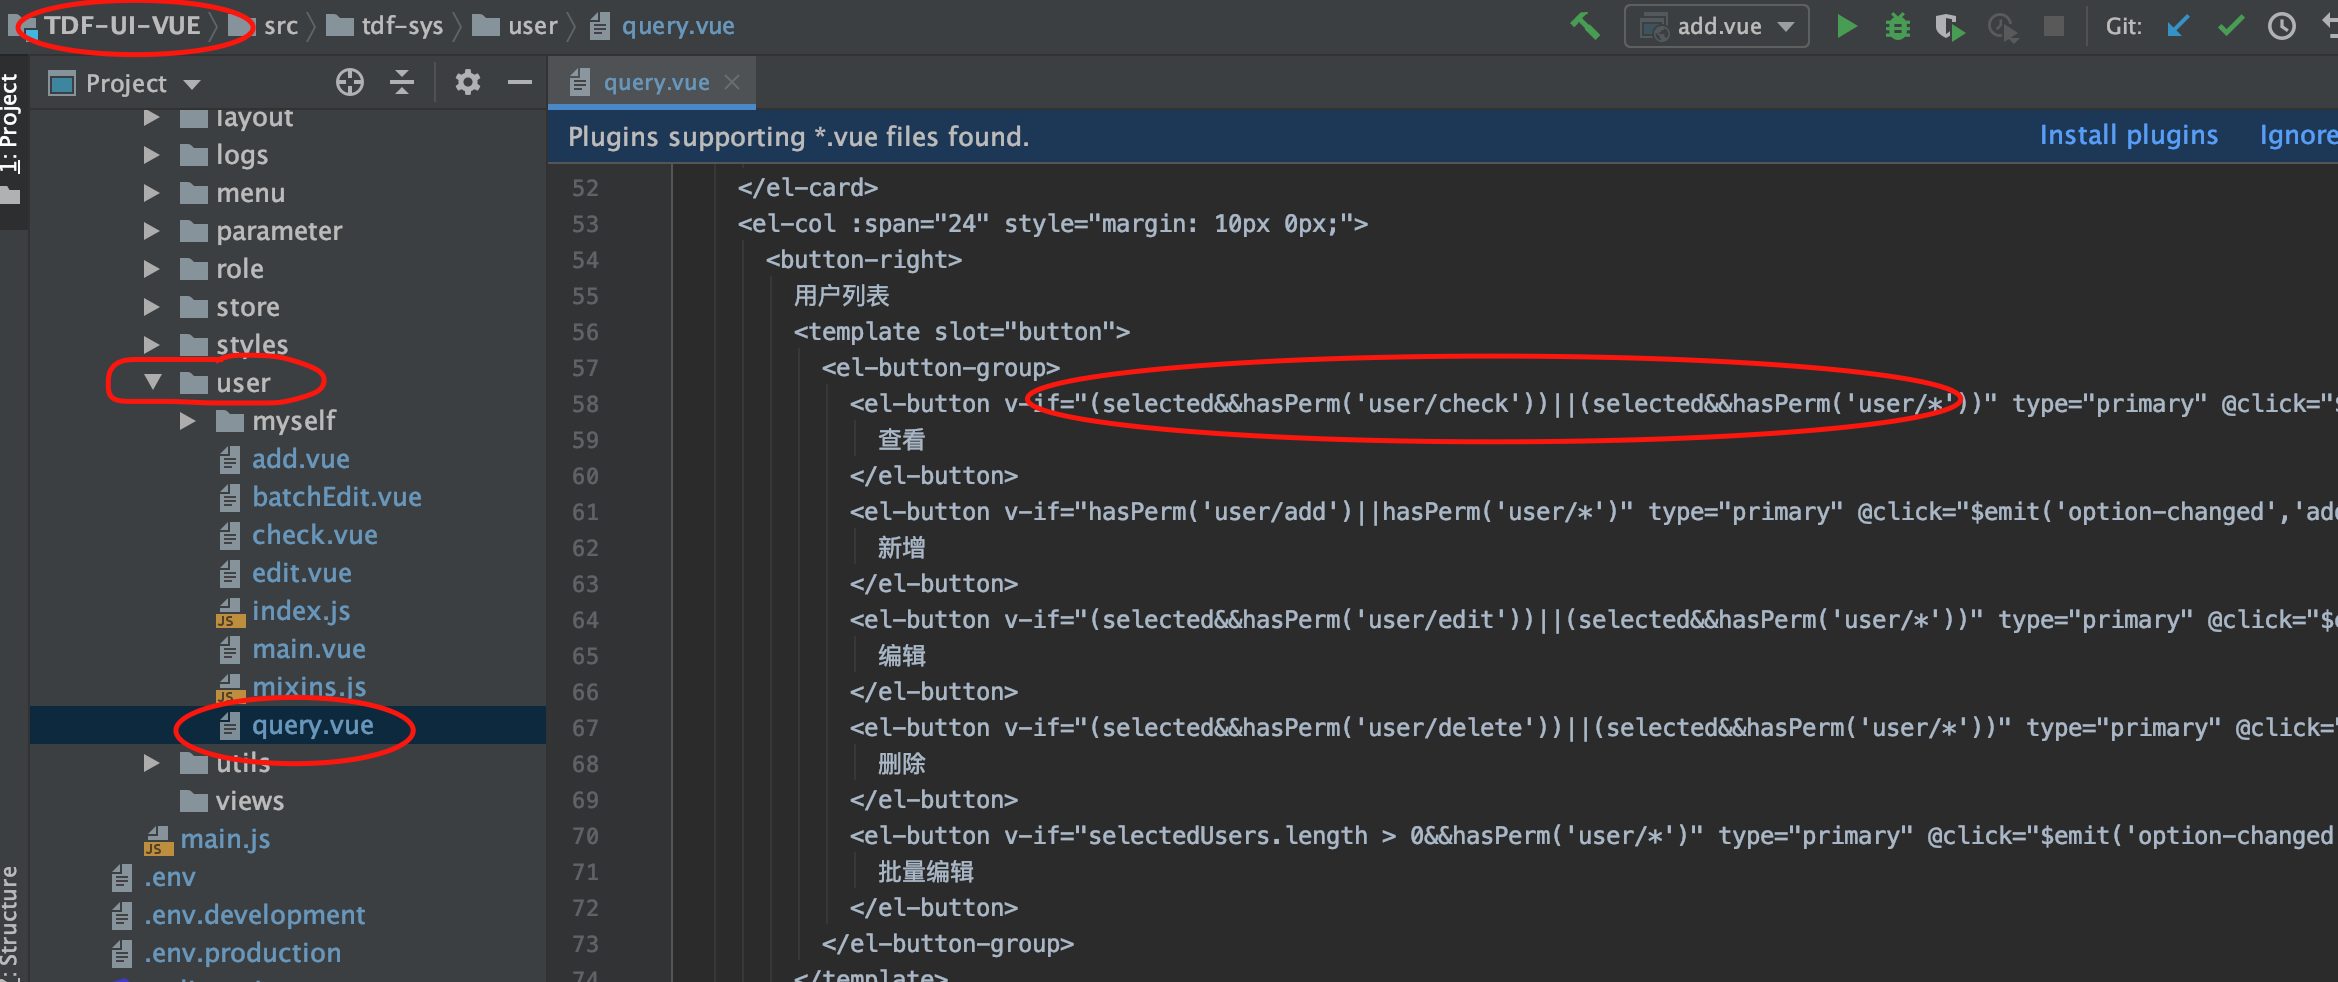 TDF-UI-VUE src tdf-sys user query.vue add.vue Git:
1: Project
Project
query.vue
layout
logs
menu
parameter
role
store
styles
user
myself
add.vue
batchEdit.vue
check.vue
edit.vue
index.js
main.vue
mixins.js
query.vue
utils
views
main.js
.env
.env.development
.env.production
Structure
Plugins supporting *.vue files found. Install plugins Ignore
52 </el-card>
53 <el-col :span="24" style="margin: 10px 0px;">
54 <button-right>
55 用户列表
56 <template slot="button">
57 <el-button-group>
58 <el-button v-if="(selected&&hasPerm('user/check'))||(selected&&hasPerm('user/*'))" type="primary" @click="
59 查看
60 </el-button>
61 <el-button v-if="hasPerm('user/add')||hasPerm('user/*')" type="primary" @click="$emit('option-changed','add
62 新增
63 </el-button>
64 <el-button v-if="(selected&&hasPerm('user/edit'))||(selected&&hasPerm('user/*'))" type="primary" @click="$
65 编辑
66 </el-button>
67 <el-button v-if="(selected&&hasPerm('user/delete'))||(selected&&hasPerm('user/*'))" type="primary" @click="
68 删除
69 </el-button>
70 <el-button v-if="selectedUsers.length > 0&&hasPerm('user/*')" type="primary" @click="$emit('option-changed
71 批量编辑
72 </el-button>
73 </el-button-group>
74 </template>